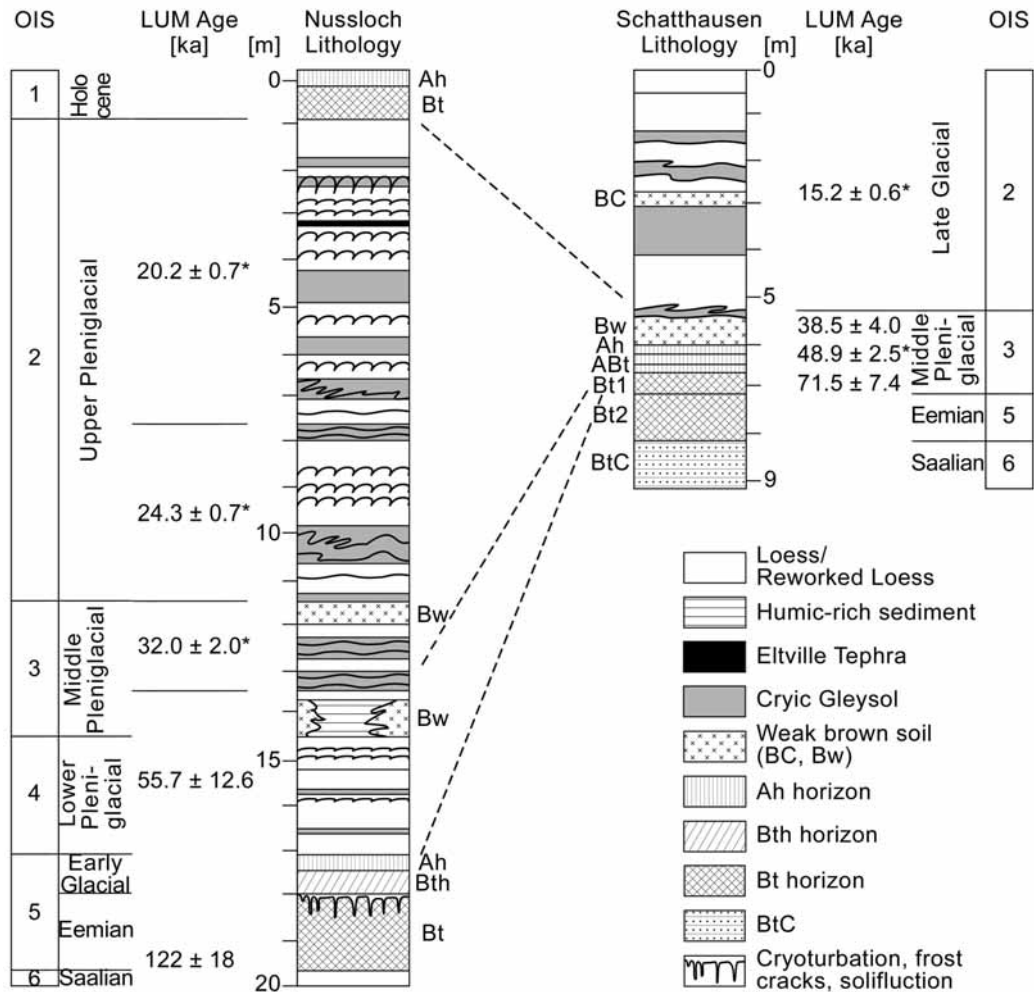 OIS
LUM Age
[ka]
[m]
Nussloch
Lithology
1
Holo
cene
2
Upper Pleniglacial
20.2 ± 0.7*
24.3 ± 0.7*
3
Middle
Pleniglacial
32.0 ± 2.0*
4
Lower
Pleni-
glacial
55.7 ± 12.6
5
Early
Glacial
Eemian
122 ± 18
6
Saalian
0
5
10
15
20
Ah
Bt
Bw
Bw
Ah
Bth
Bt
Schatthausen
Lithology
[m]
LUM Age
[ka]
OIS
BC
Bw
Ah
ABt
Bt1
Bt2
BtC
0
5
9
15.2 ± 0.6*
38.5 ± 4.0
48.9 ± 2.5*
71.5 ± 7.4
Late Glacial
Middle
Pleni-
glacial
Eemian
Saalian
2
3
5
6
Loess/
Reworked Loess
Humic-rich sediment
Eltville Tephra
Cryic Gleysol
Weak brown soil
(BC, Bw)
Ah horizon
Bth horizon
Bt horizon
BtC
Cryoturbation, frost
cracks, solifluction